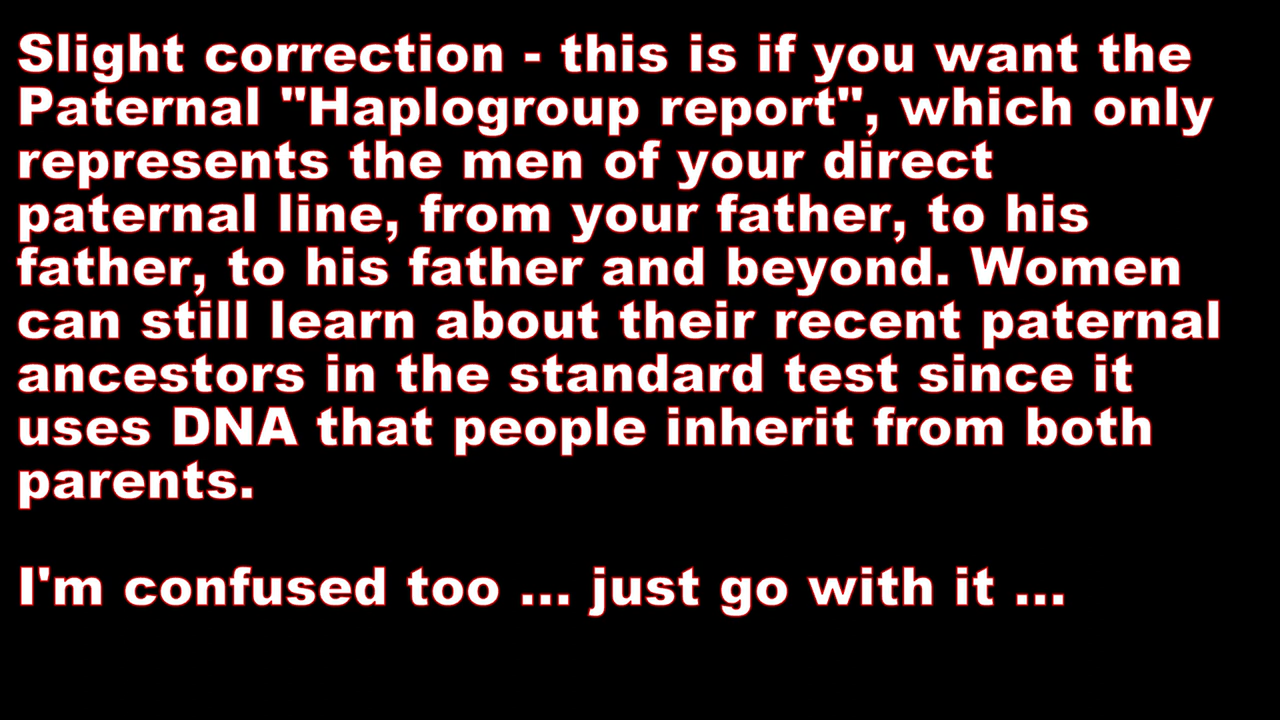 Slight correction - this is if you want the
Paternal "Haplogroup report", which only
represents the men of your direct
paternal line, from your father, to his
father, to his father and beyond. Women
can still learn about their recent paternal
ancestors in the standard test since it
uses DNA that people inherit from both
parents.
I'm confused too ... just go with it ...